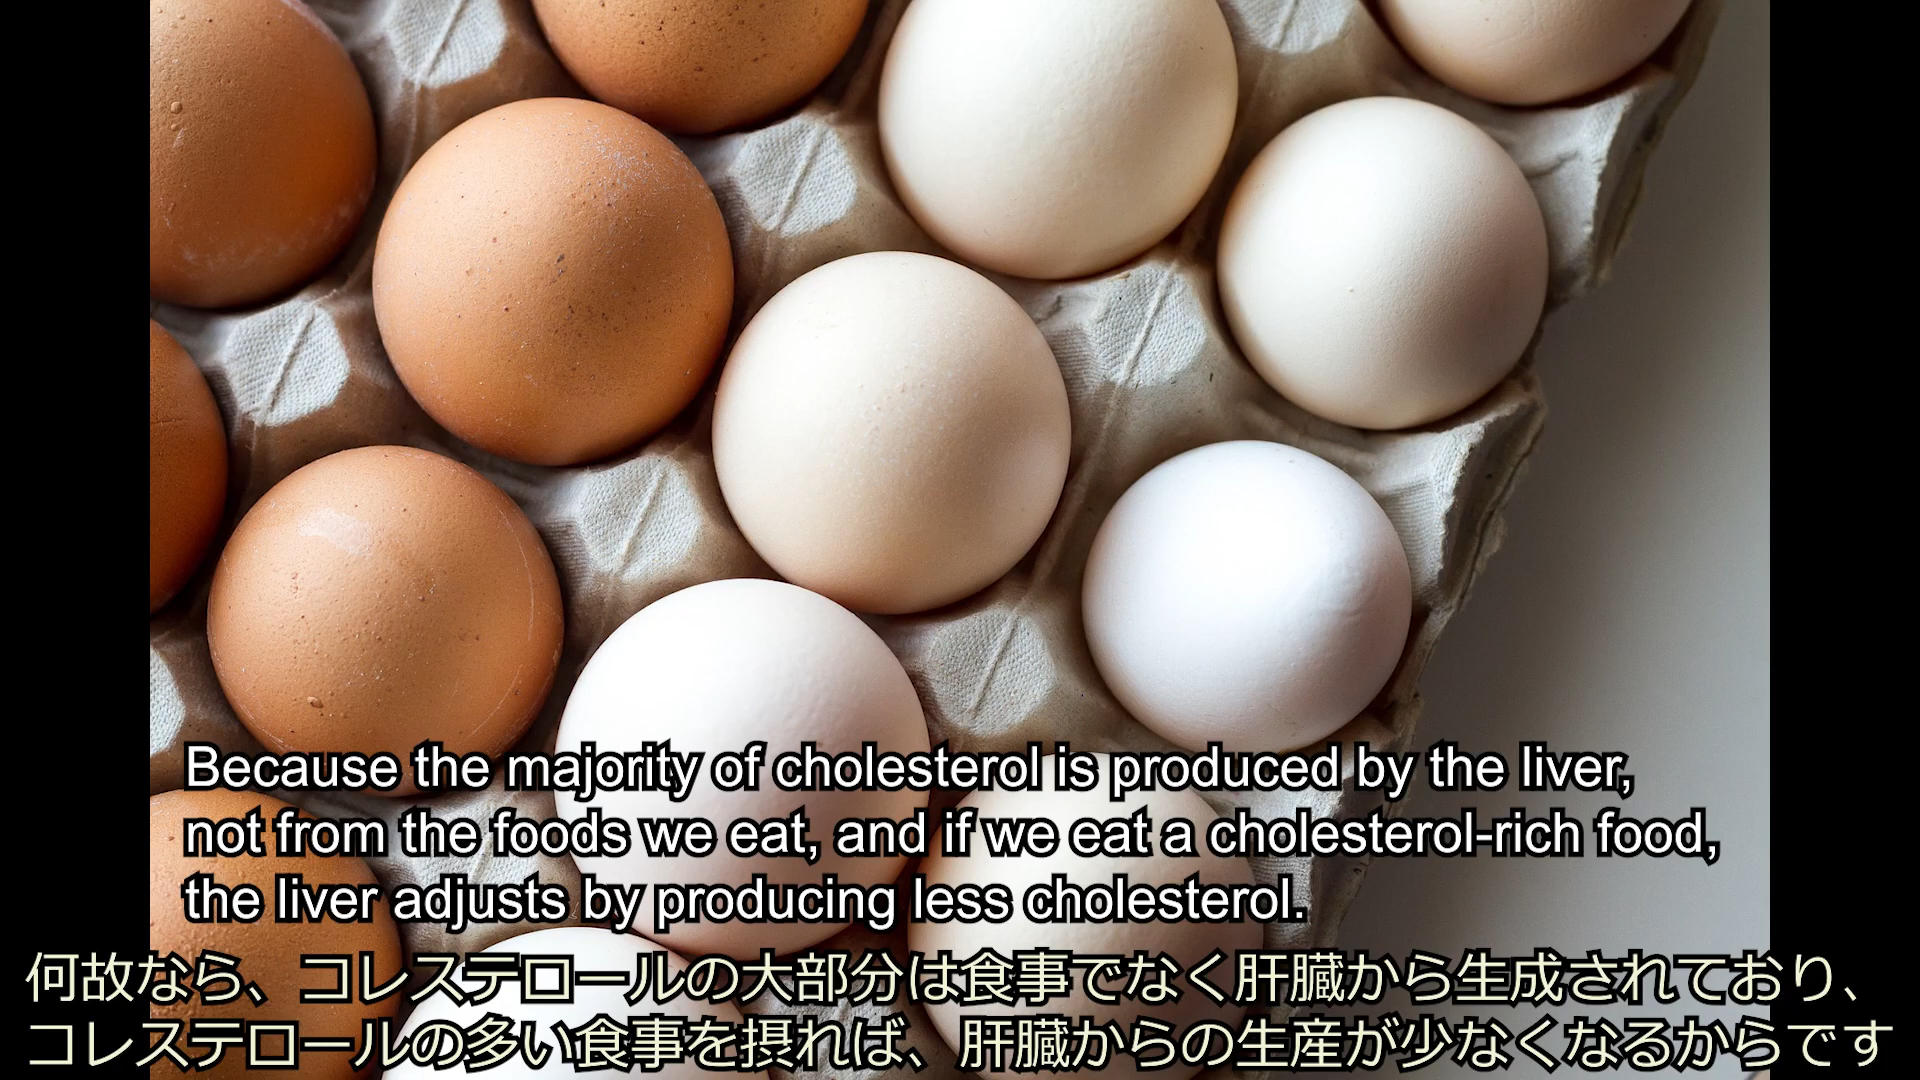 Because the majority of cholesterol is produced by the liver,
not from the foods we eat, and if we eat a cholesterol-rich food,
the liver adjusts by producing less cholesterol.
何故なら、コレステロールの大部分は食事でなく肝臓から生成されており、
コレステロールの多い食事を摂れば、肝臓からの生産が少なくなるからです